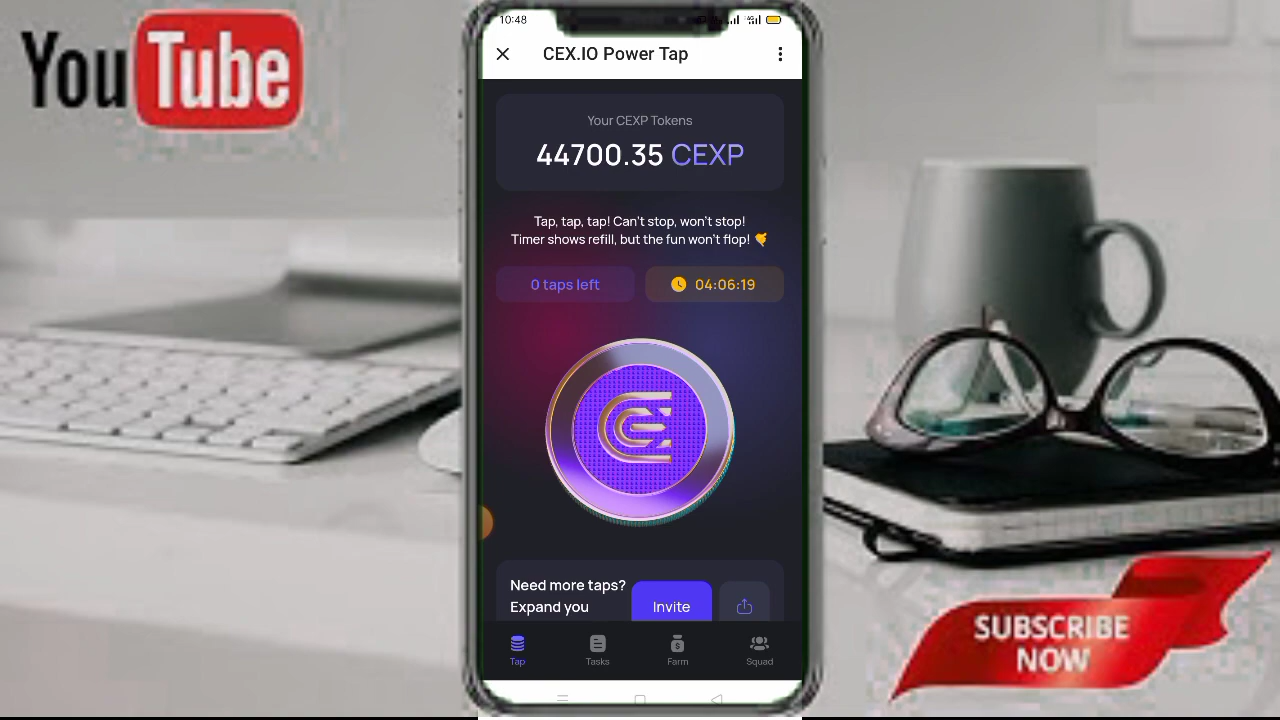 YouTube
10:48
CEX.IO Power Tap
Your CEXP Tokens
44700.35 CEXP
Tap, tap, tap! Can't stop, won't stop!
Timer shows refill, but the fun won't flop!
0 taps left
04:06:19
Need more taps?
Expand you
Invite
Tap
Tasks
Farm
Squad
SUBSCRIBE
NOW